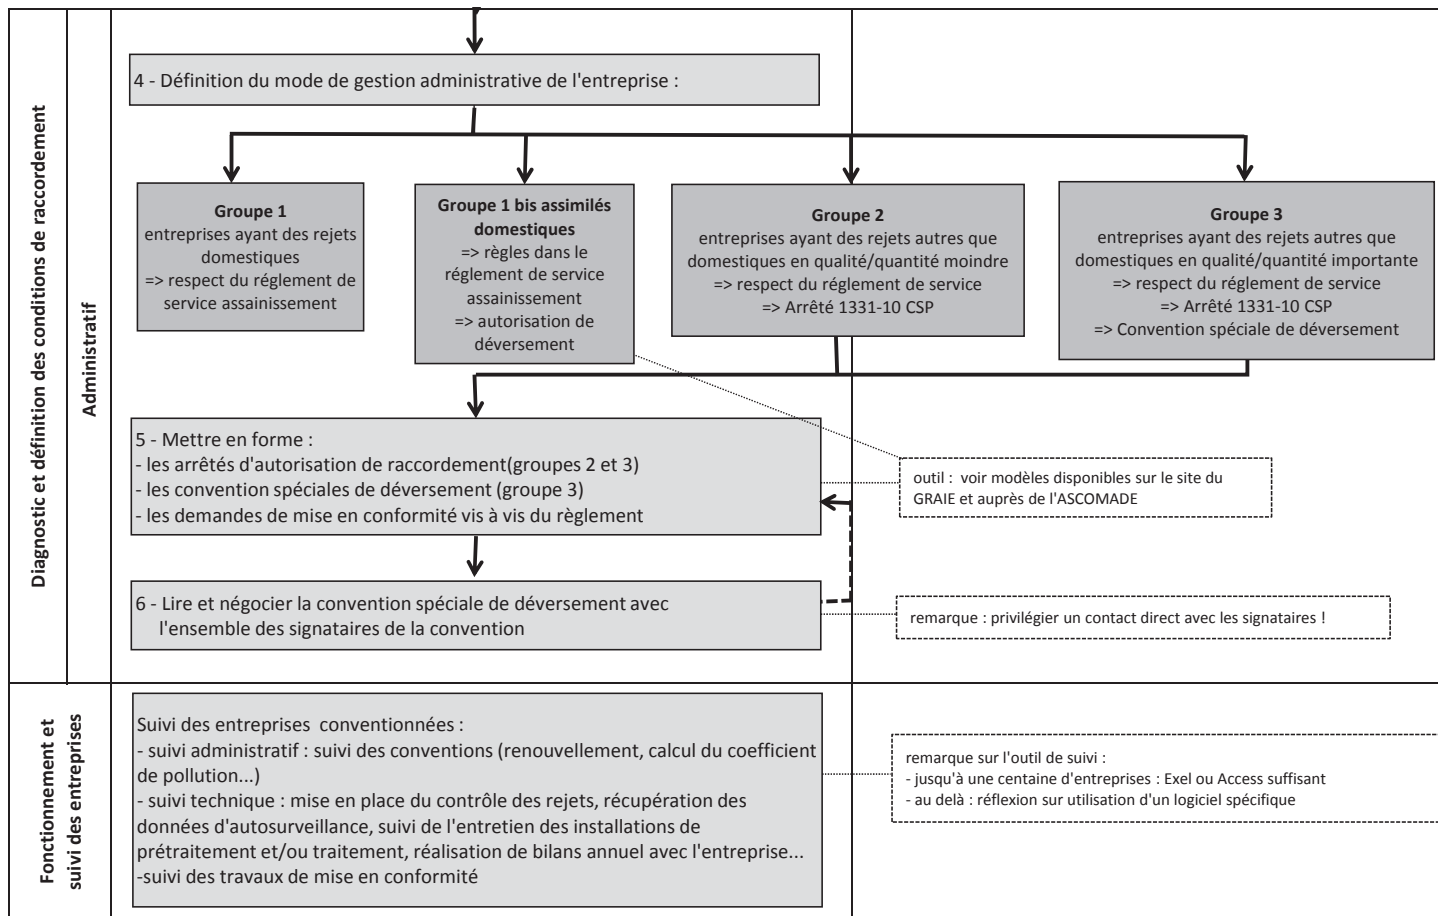 Diagnostic et définition des conditions de raccordement
Administratif
4 - Définition du mode de gestion administrative de l'entreprise :
Groupe 1
entreprises ayant des rejets
domestiques
=> respect du réglement de
service assainissement
Groupe 1 bis assimilés
domestiques
=> règles dans le
réglement de service
assainissement
=> autorisation de
déversement
Groupe 2
entreprises ayant des rejets autres que
domestiques en qualité/quantité moindre
=> respect du réglement de service
=> Arrêté 1331-10 CSP
Groupe 3
entreprises ayant des rejets autres que
domestiques en qualité/quantité importante
=> respect du réglement de service
=> Arrêté 1331-10 CSP
=> Convention spéciale de déversement
5 - Mettre en forme :
- les arrêtés d'autorisation de raccordement(groupes 2 et 3)
- les convention spéciales de déversement (groupe 3)
- les demandes de mise en conformité vis à vis du règlement
outil :  voir modèles disponibles sur le site du
GRAIE et auprès de l'ASCOMADE
6 - Lire et négocier la convention spéciale de déversement avec
l'ensemble des signataires de la convention
remarque : privilégier un contact direct avec les signataires !
Fonctionnement et
suivi des entreprises
Suivi des entreprises  conventionnées :
- suivi administratif : suivi des conventions (renouvellement, calcul du coefficient
de pollution...)
- suivi technique : mise en place du contrôle des rejets, récupération des
données d'autosurveillance, suivi de l'entretien des installations de
prétraitement et/ou traitement, réalisation de bilans annuel avec l'entreprise...
-suivi des travaux de mise en conformité
remarque sur l'outil de suivi :
- jusqu'à une centaine d'entreprises : Exel ou Access suffisant
- au delà : réflexion sur utilisation d'un logiciel spécifique